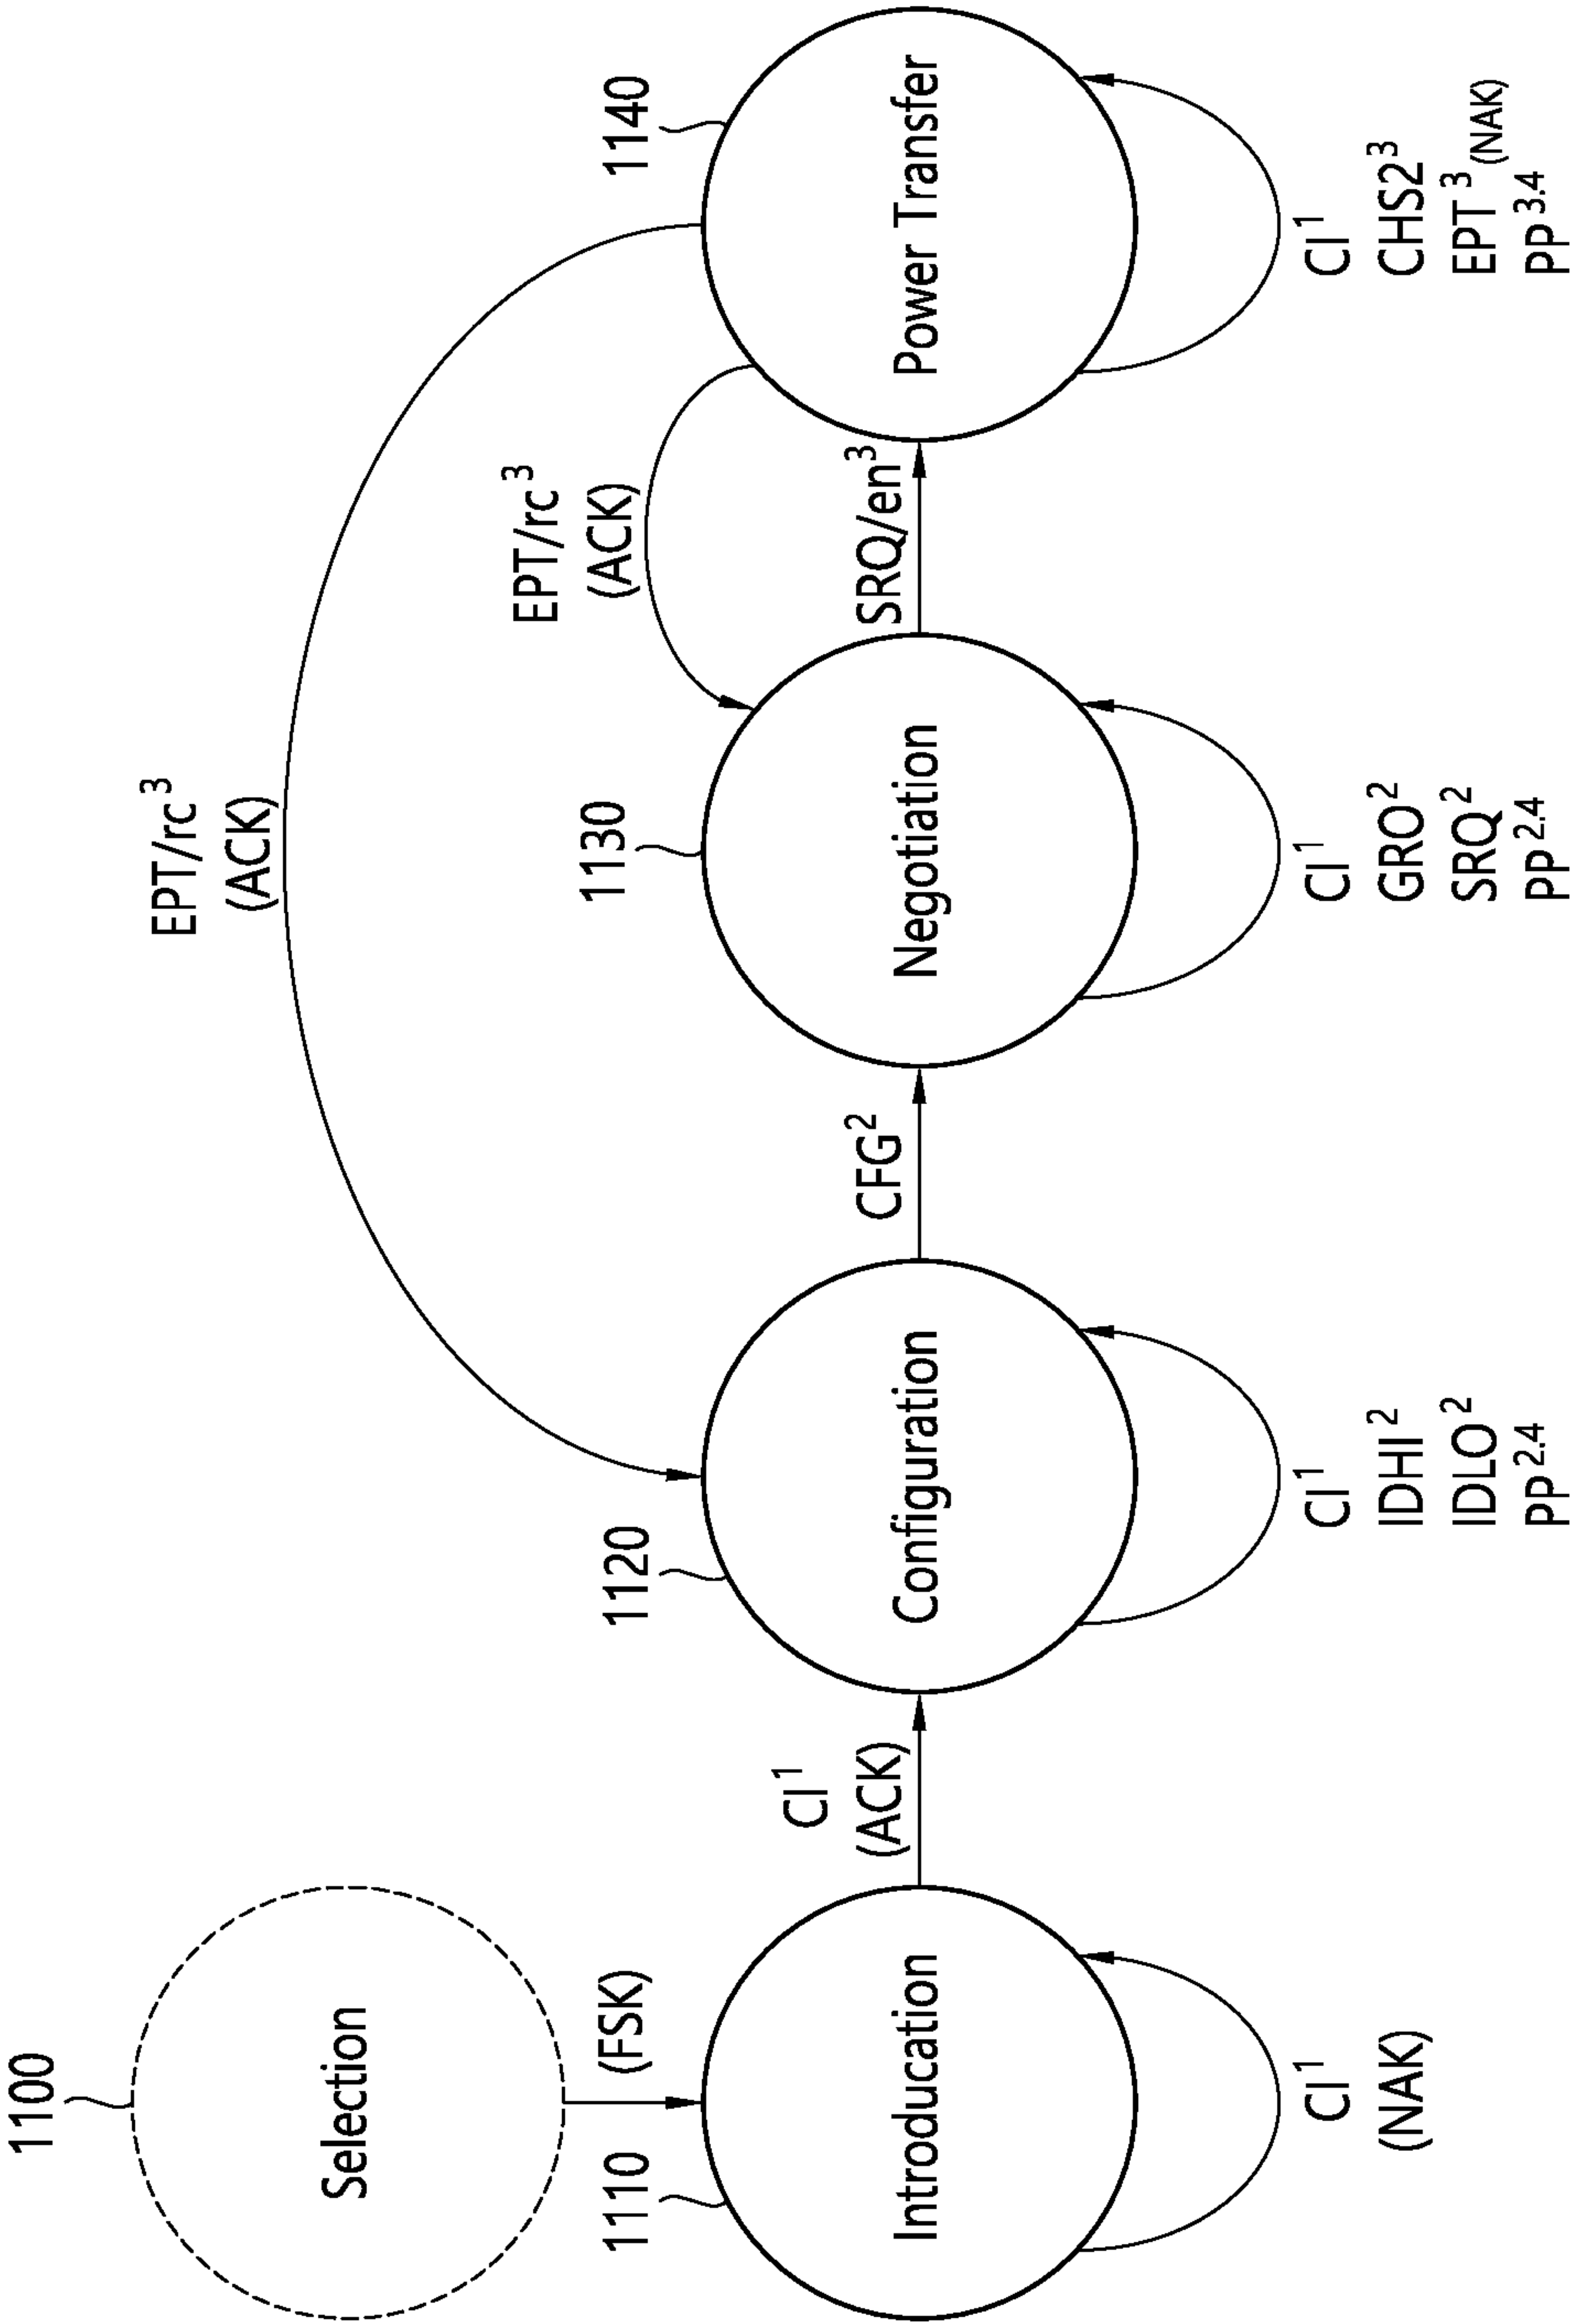 1100
Selection
(FSK)
1110
Introducation
CI¹
(NAK)
CI¹
(ACK)
1120
Configuration
CI¹
IDHI²
IDLO²
PP²·⁴
CFG²
1130
Negotiation
CI¹
GRO²
SRQ²
PP²·⁴
SRQ/en³
EPT/rc³
(ACK)
EPT/rc³
(ACK)
1140
Power Transfer
CI¹
CHS2³
EPT³(NAK)
PP³·⁴